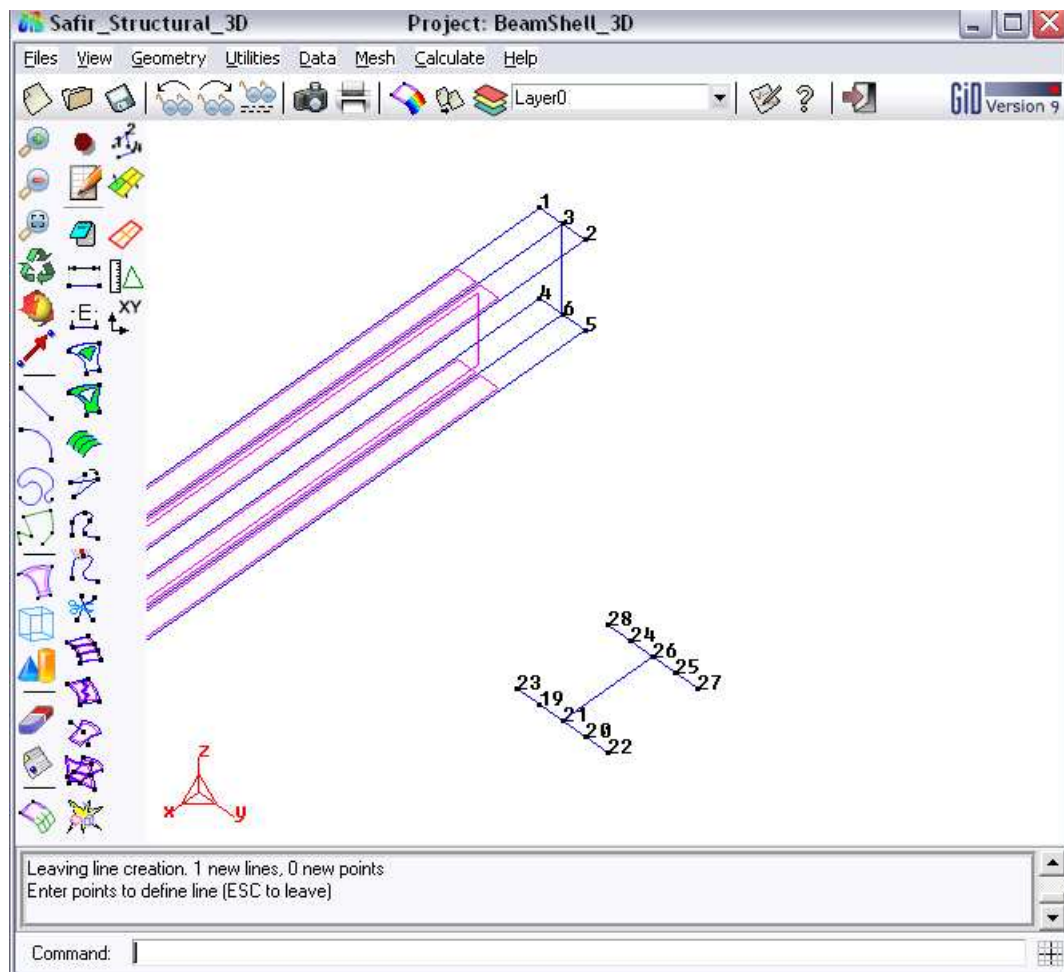 Safir_Structural_3D Project: BeamShell_3D
Files View Geometry Utilities Data Mesh Calculate Help
Layer0 GiD Version 9
E
XY
1
3
2
4
6
5
28
24
26
25
27
23
19
21
20
22
z
x y
Leaving line creation. 1 new lines, 0 new points
Enter points to define line (ESC to leave)
Command: